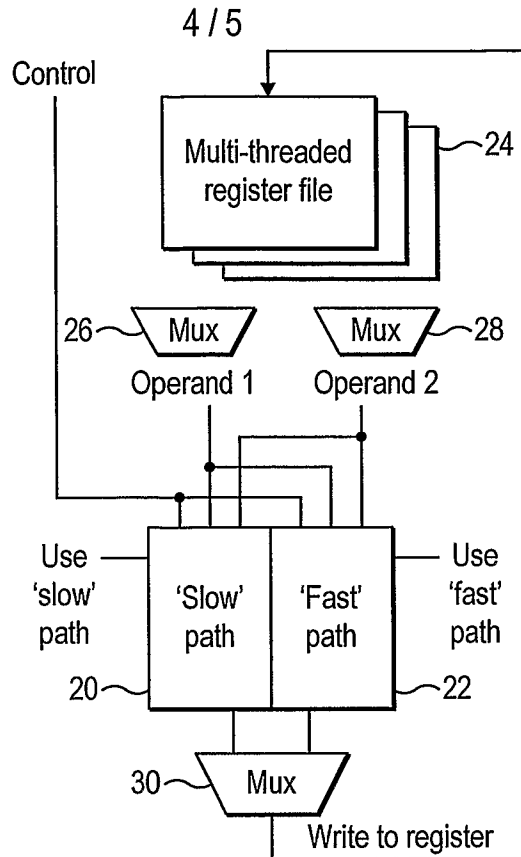 4 / 5
Control
Multi-threaded
register file
24
26
Mux
Mux
28
Operand 1
Operand 2
Use
'slow'
path
'Slow'
path
'Fast'
path
Use
'fast'
path
20
22
30
Mux
Write to register